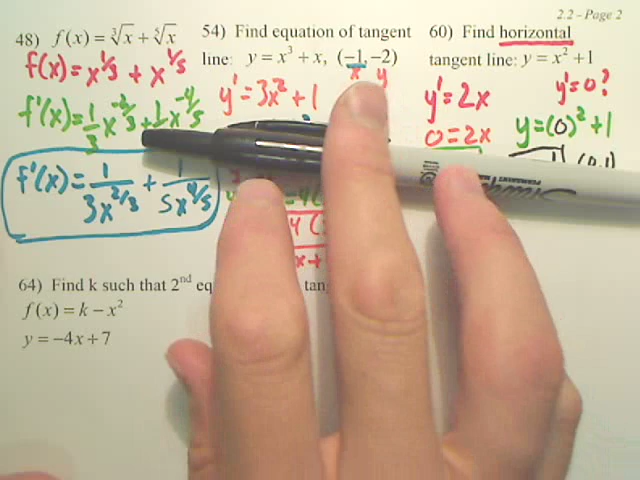 2.2 - Page 2
48) f(x) = ∛x + ⁵√x
f(x) = x^1/3 + x^1/5
f'(x) = 1/3 x^-2/3 + 1/5 x^-4/5
f'(x) = 1/3x^2/3 + 1/5x^4/5
54) Find equation of tangent
line: y = x³ + x, (-1, -2)
x y
y' = 3x² + 1
= 4(
4(
x +
60) Find horizontal
tangent line: y = x² + 1
y' = 2x y' = 0?
0 = 2x y = (0)² + 1
(0,1)
64) Find k such that 2nd eq tan
f(x) = k - x²
y = -4x + 7